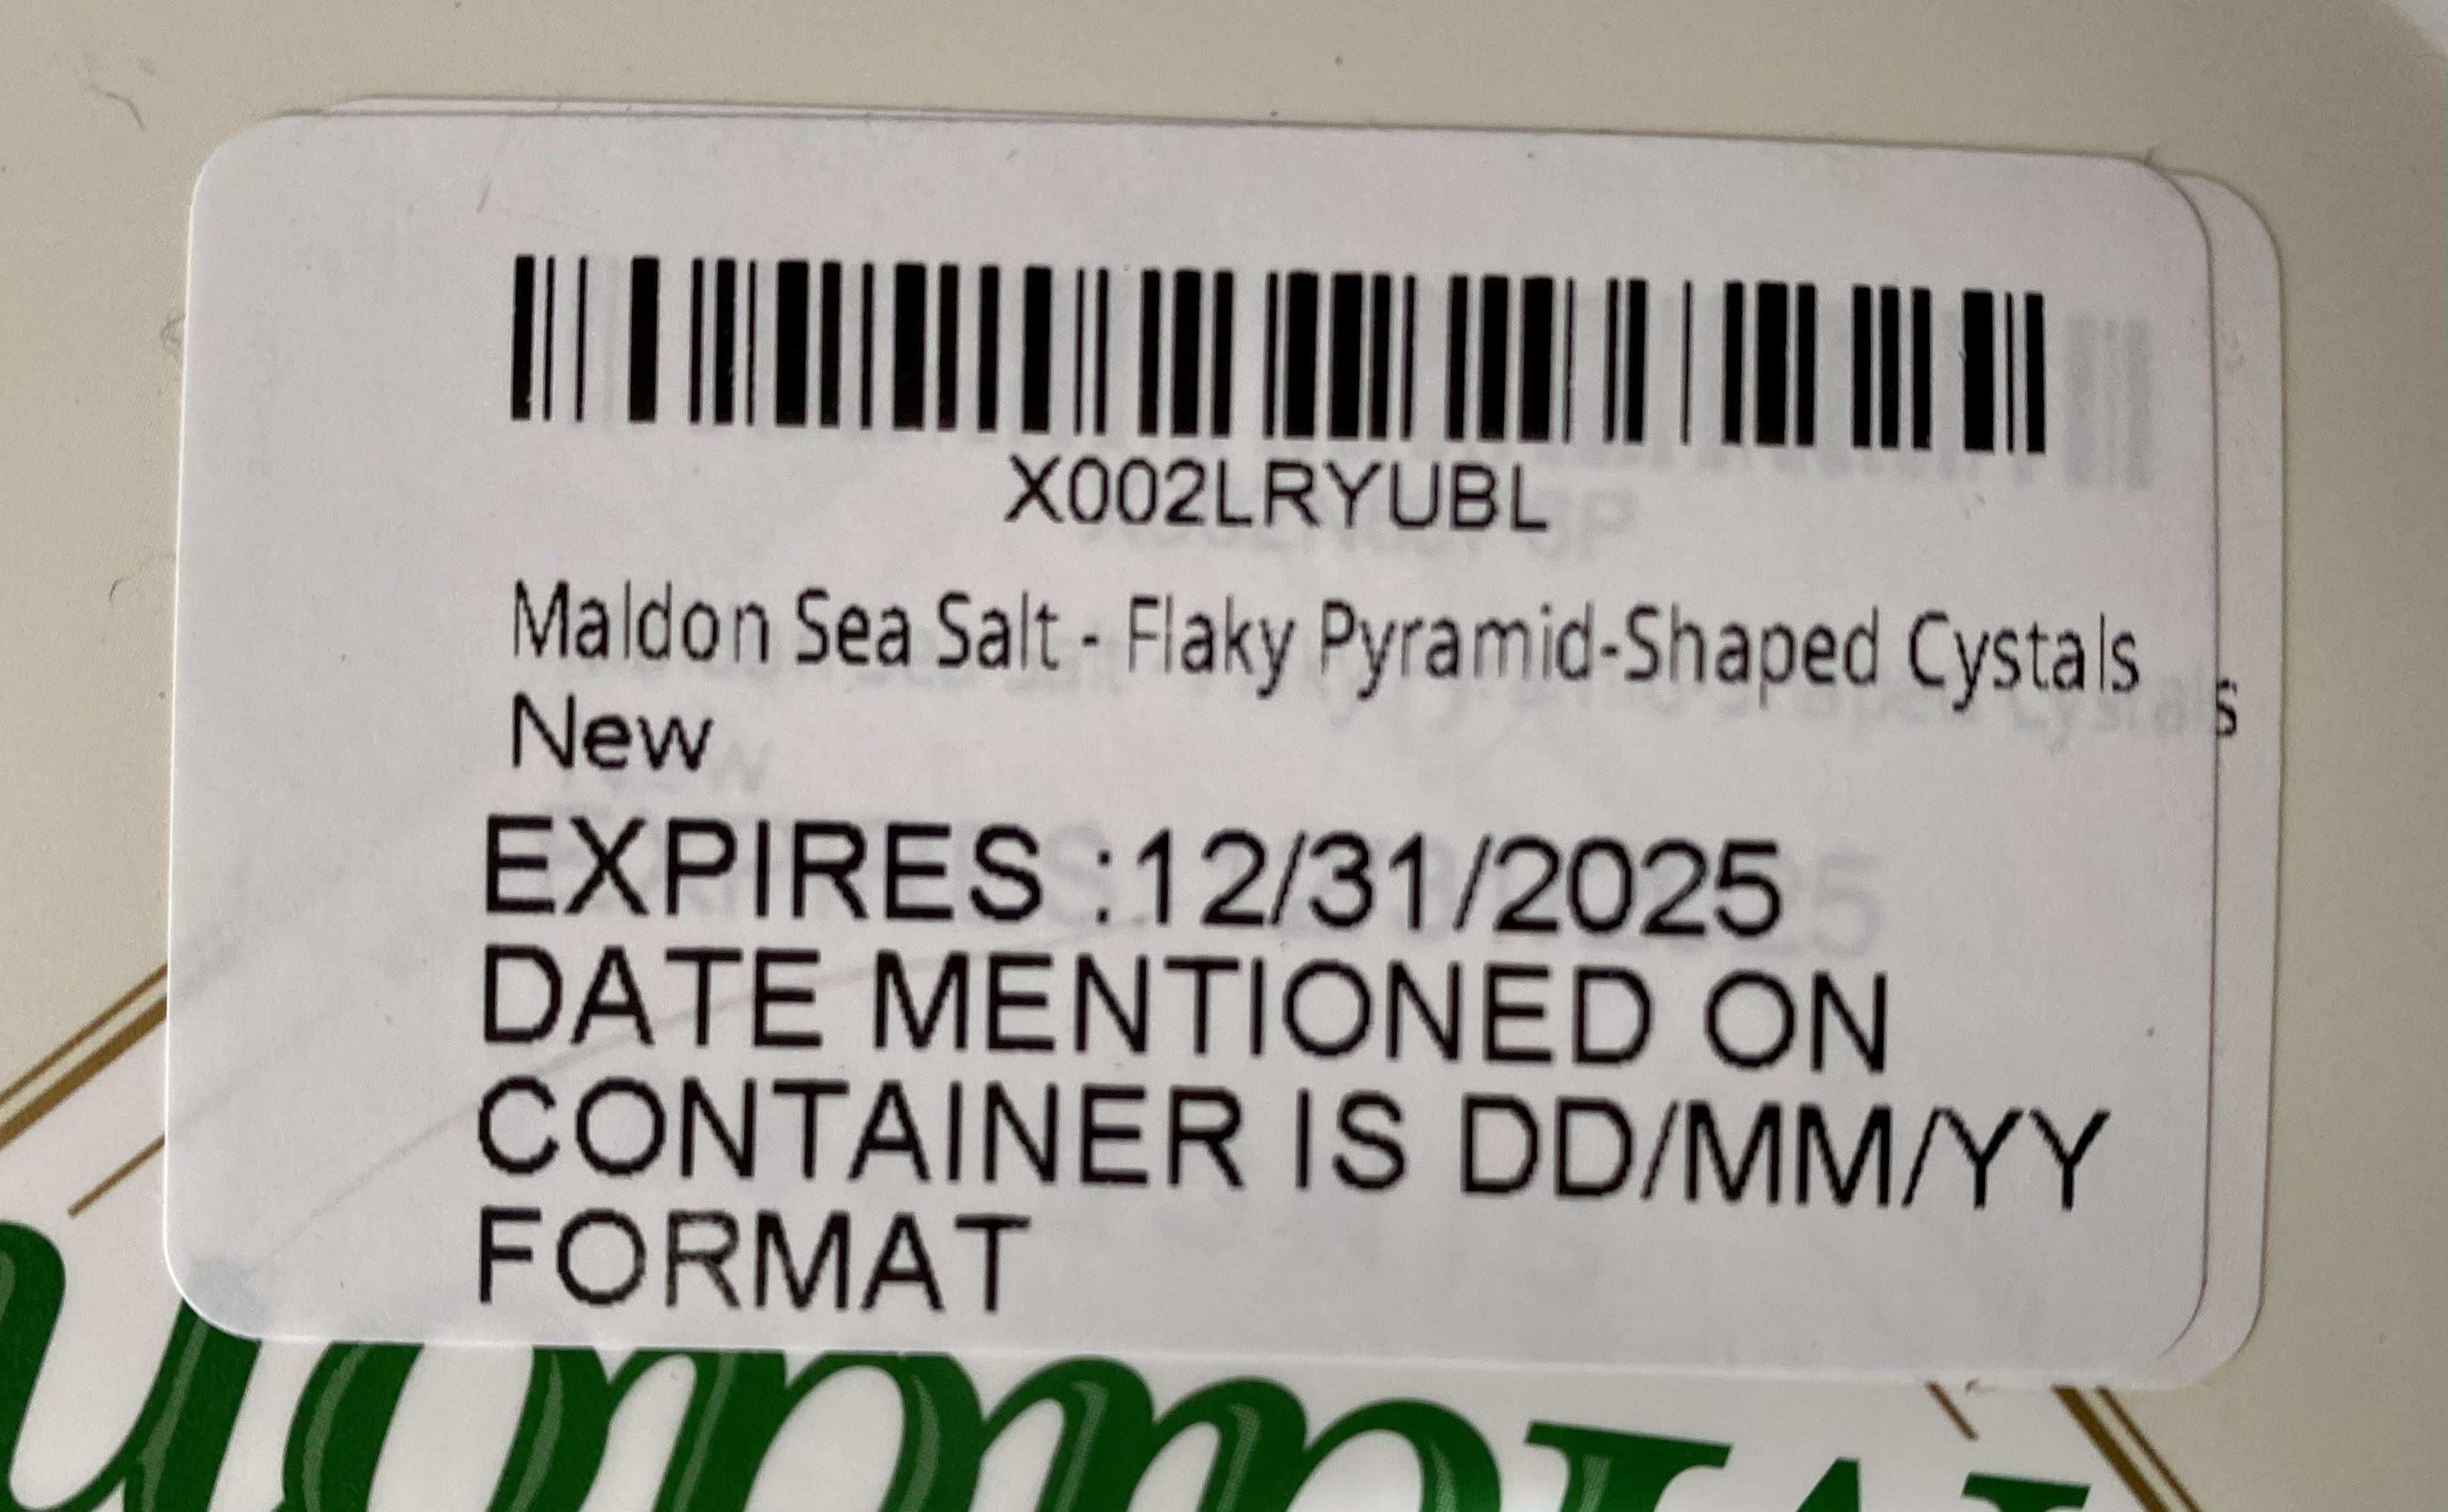 X002LRYUBL
Maldon Sea Salt - Flaky Pyramid-Shaped Cystals
New
EXPIRES :12/31/2025
DATE MENTIONED ON
CONTAINER IS DD/MM/YY
FORMAT